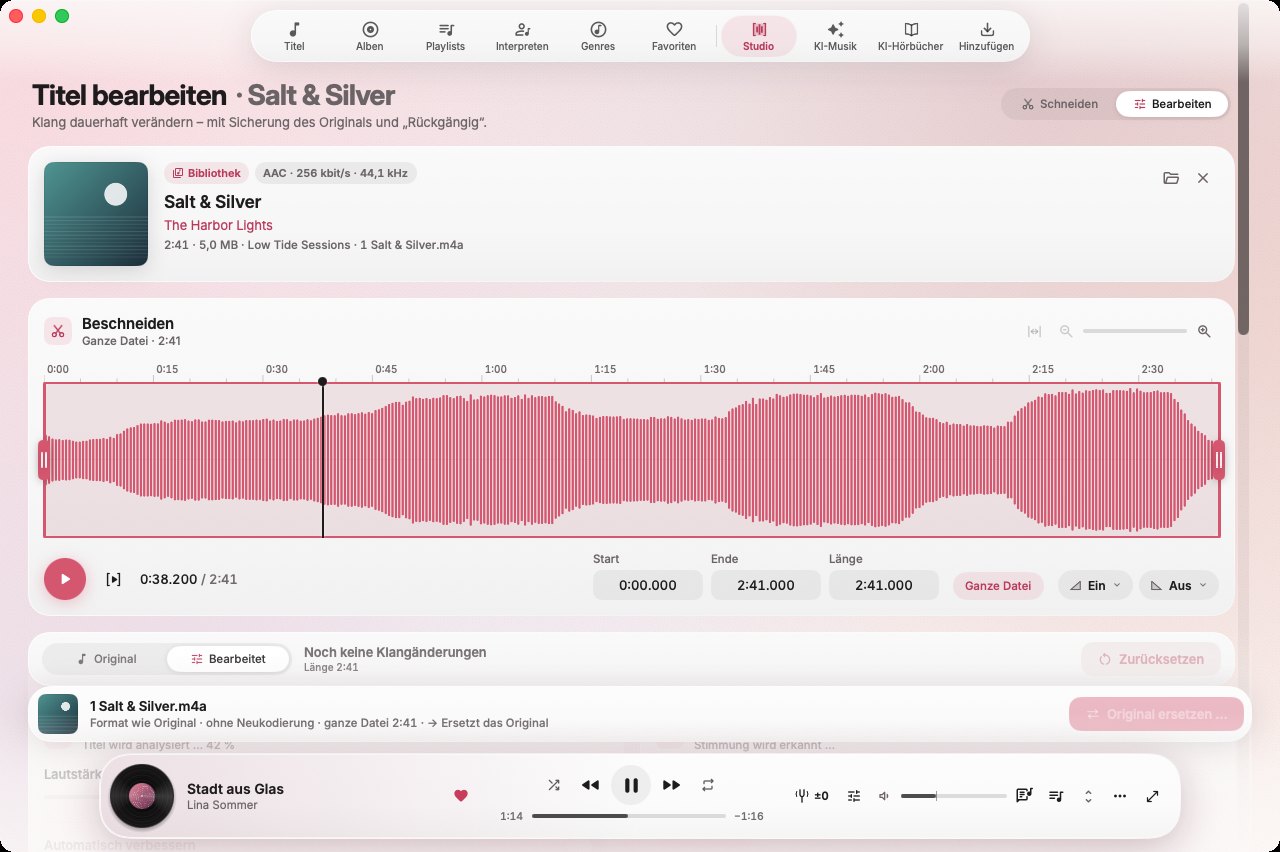 Titel
Alben
Playlists
Interpreten
Genres
Favoriten
Studio
KI-Musik
KI-Hörbücher
Hinzufügen
Titel bearbeiten · Salt & Silver
Klang dauerhaft verändern – mit Sicherung des Originals und „Rückgängig“.
Schneiden
Bearbeiten
Bibliothek
AAC · 256 kbit/s · 44,1 kHz
Salt & Silver
The Harbor Lights
2:41 · 5,0 MB · Low Tide Sessions · 1 Salt & Silver.m4a
Beschneiden
Ganze Datei · 2:41
0:00 0:15 0:30 0:45 1:00 1:15 1:30 1:45 2:00 2:15 2:30
Start
Ende
Länge
0:38.200 / 2:41
0:00.000
2:41.000
2:41.000
Ganze Datei
Ein
Aus
Original
Bearbeitet
Noch keine Klangänderungen
Länge 2:41
Zurücksetzen
1 Salt & Silver.m4a
Format wie Original · ohne Neukodierung · ganze Datei 2:41 · → Ersetzt das Original
Original ersetzen ...
Titel wird analysiert ... 42 %
Stimmung wird erkannt ...
Lautstärk
Stadt aus Glas
Lina Sommer
1:14
−1:16
±0
Automatisch verbessern